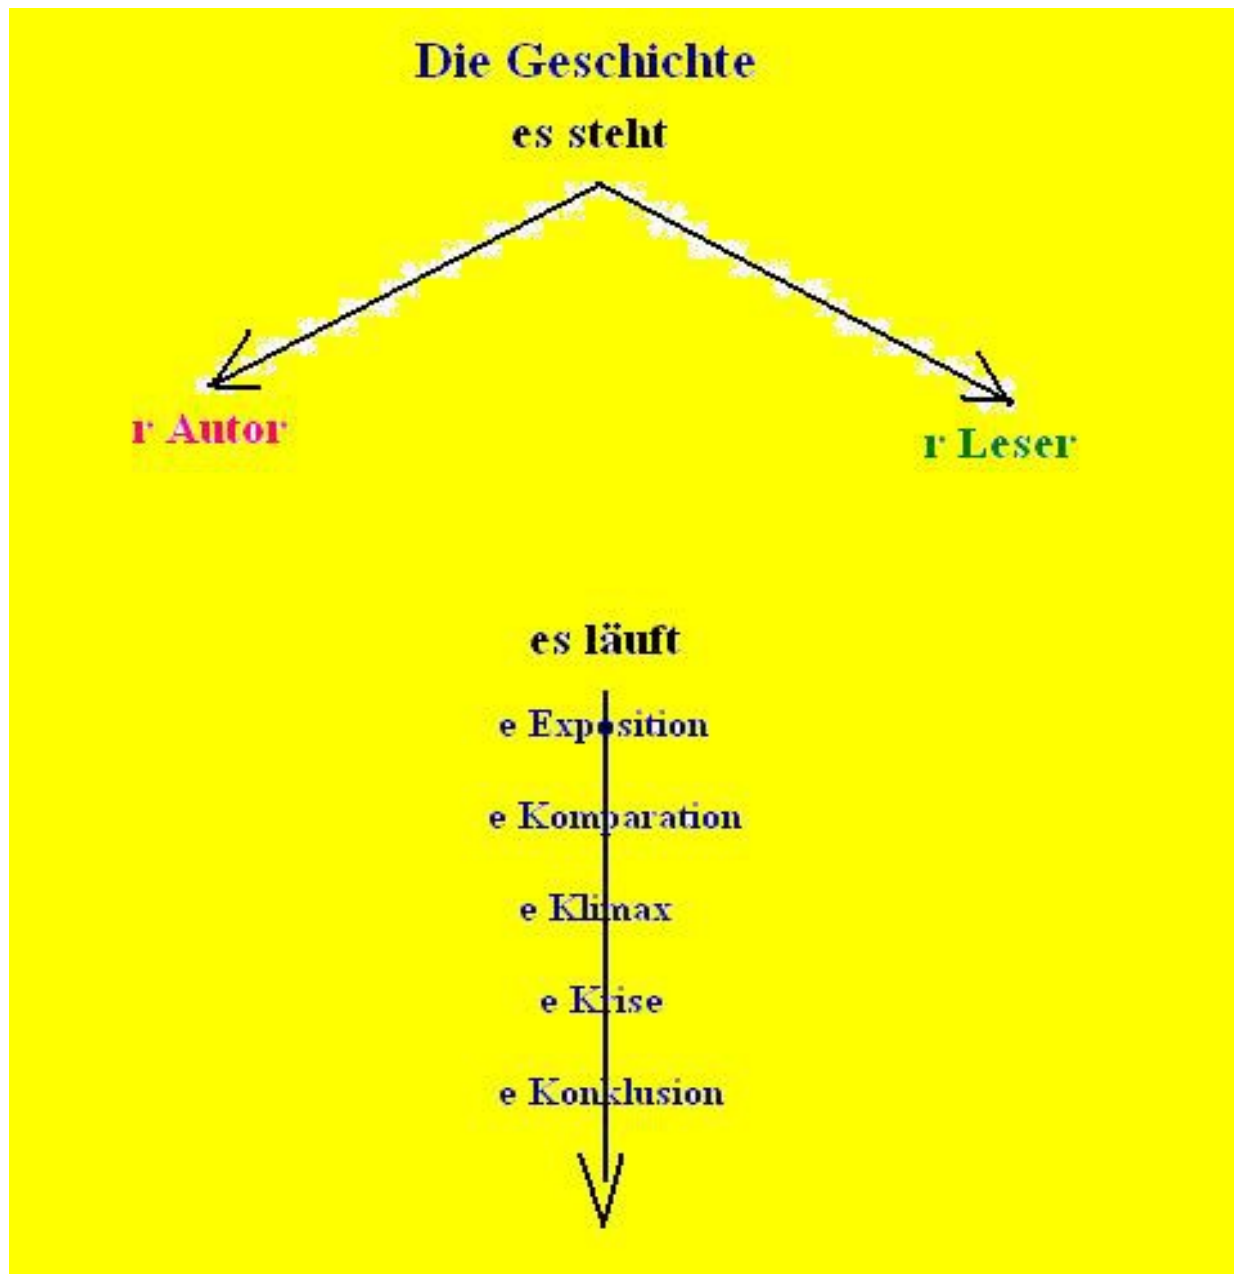 Die Geschichte
es steht
r Autor
r Leser
es läuft
e Exposition
e Komparation
e Klimax
e Krise
e Konklusion